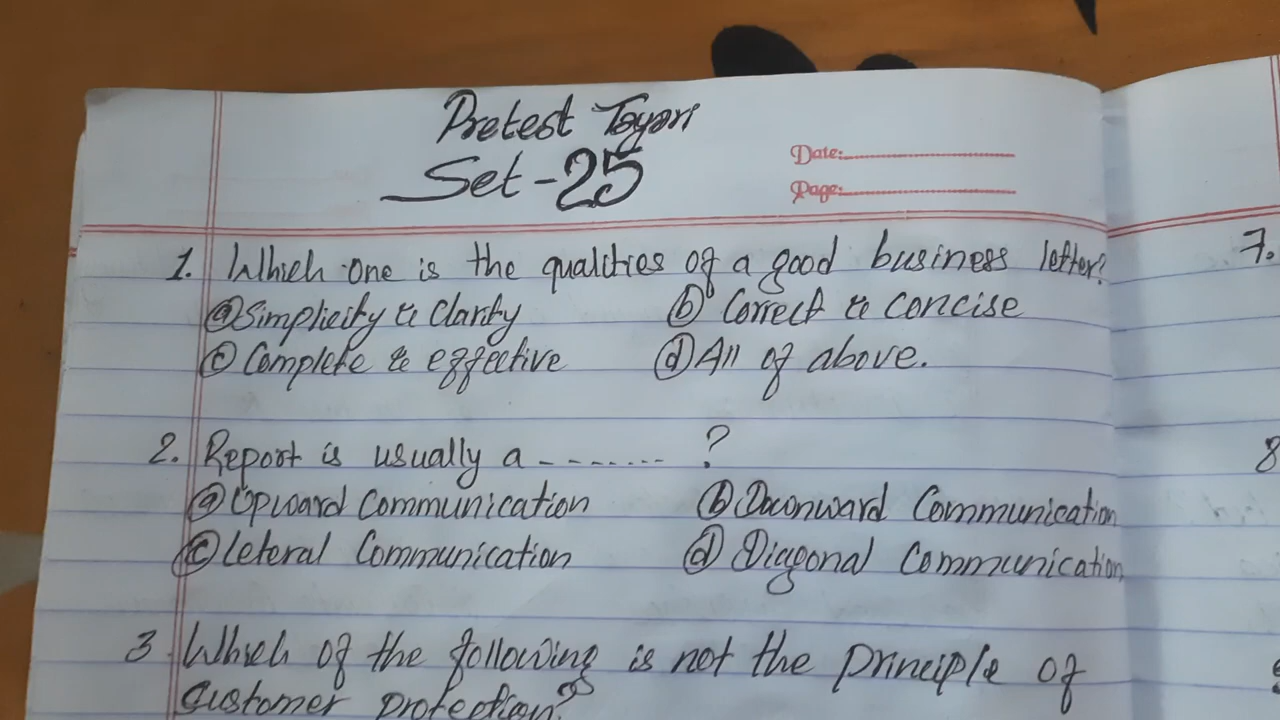 Pretest Tayari
Set-25
Date:
Page:
1. Which one is the qualities of a good business letter?
(a) Simplicity & Clarity (b) Correct & concise
(c) Complete & effective (d) All of above.
2. Report is usually a ------- ?
(a) Upward Communication (b) Downward Communication
(c) Leteral Communication (d) Diagonal Communication
3 Which of the following is not the principle of
customer protection?
7.
8